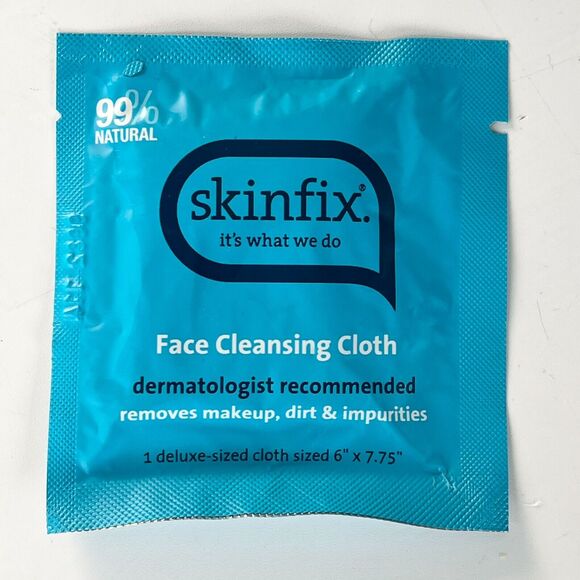 99%
NATURAL
skinfix.®
it's what we do
Face Cleansing Cloth
dermatologist recommended
removes makeup, dirt & impurities
1 deluxe-sized cloth sized 6" x 7.75"